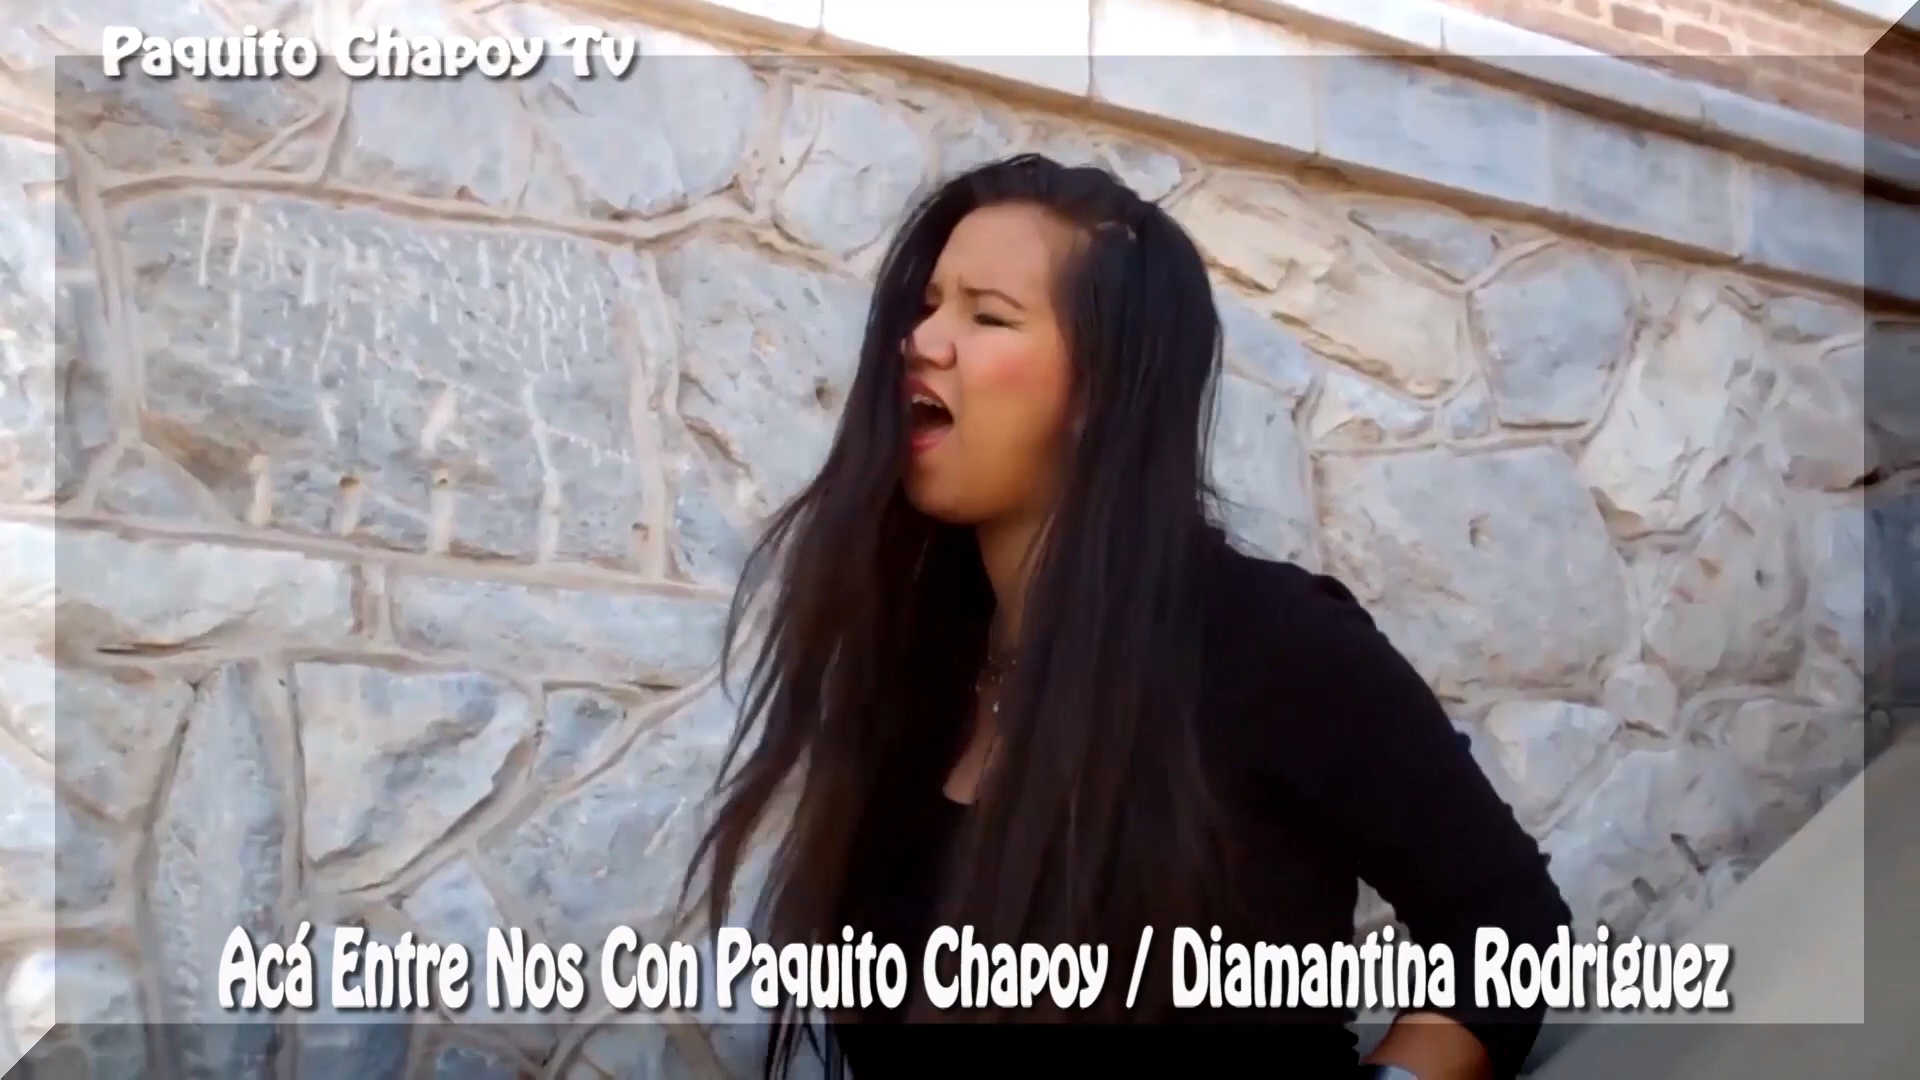 Paquito Chapoy Tv
Acá Entre Nos Con Paquito Chapoy / Diamantina Rodriguez